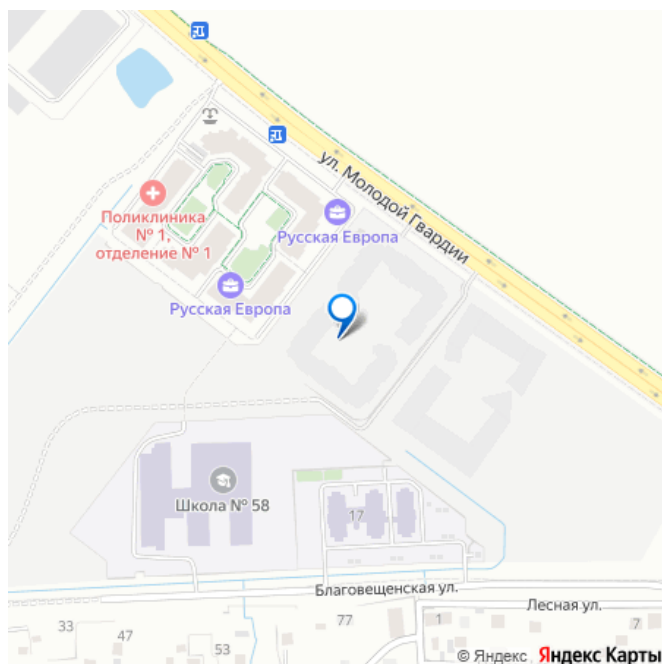 ул. Молодой Гвардии
Поликлиника
№ 1,
отделение № 1
Русская Европа
Русская Европа
Школа № 58
17
Благовещенская ул.
Лесная ул.
33
47
53
77
1
7
© Яндекс Яндекс Карты